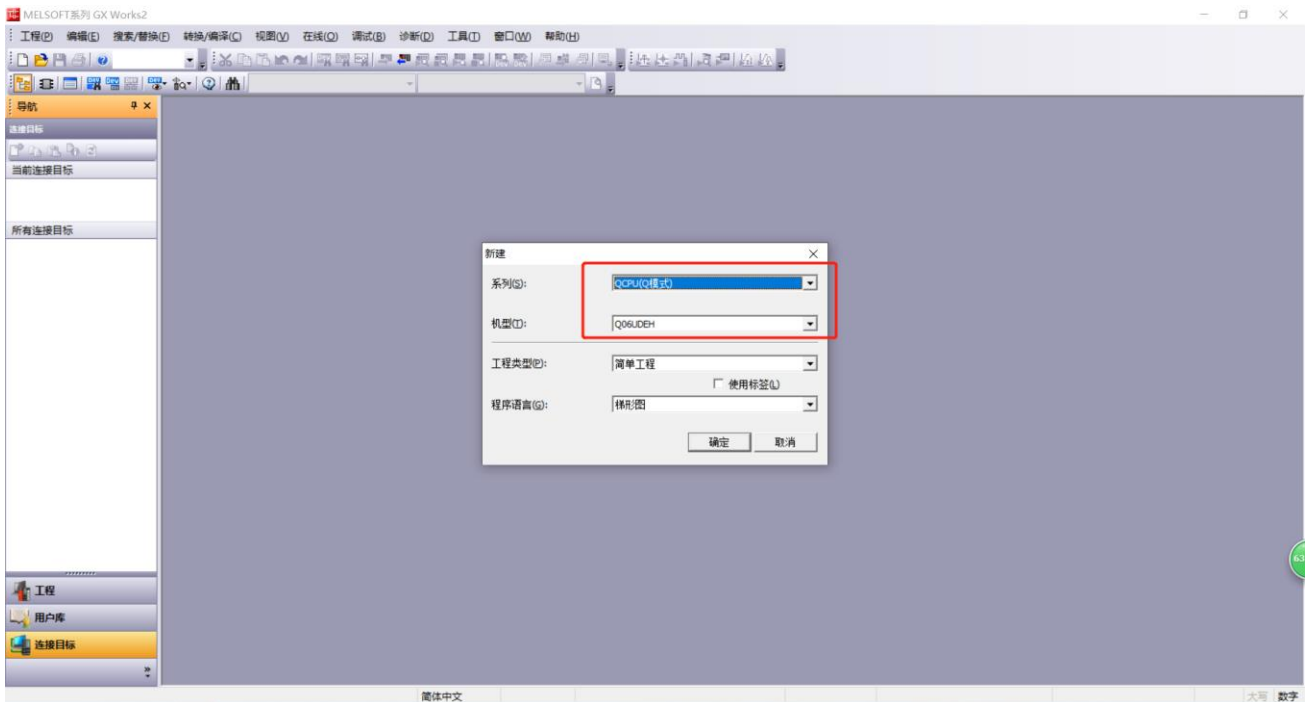 MELSOFT系列 GX Works2
工程(P) 编辑(E) 搜索/替换(F) 转换/编译(C) 视图(V) 在线(O) 调试(B) 诊断(D) 工具(T) 窗口(W) 帮助(H)
导航
连接目标
当前连接目标
所有连接目标
新建
系列(S): QCPU(Q模式)
机型(T): Q06UDEH
工程类型(P): 简单工程
使用标签(L)
程序语言(G): 梯形图
确定 取消
63
工程
用户库
连接目标
简体中文 大写 数字